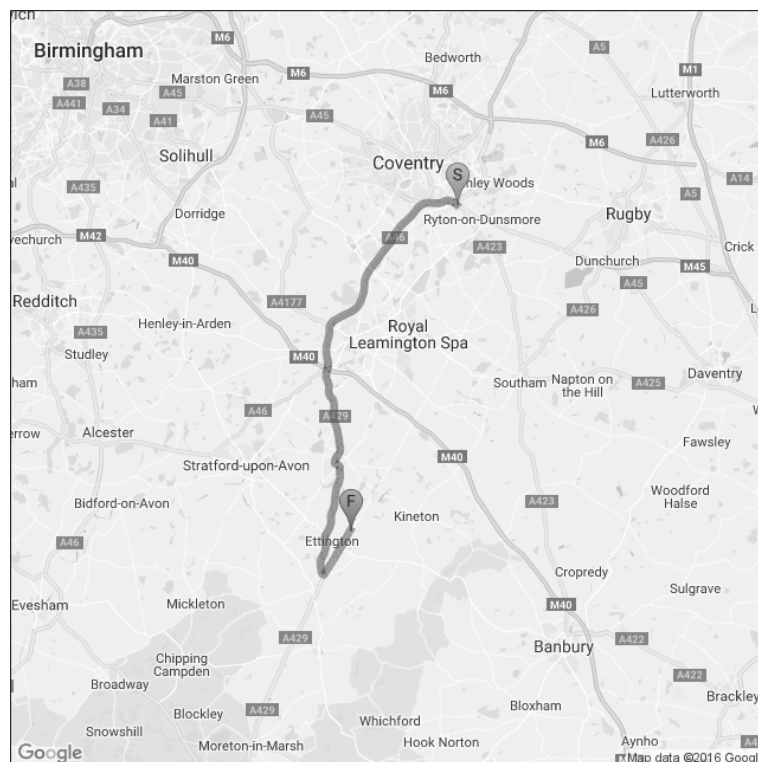 wich
Birmingham
M6
Bedworth
A5
M1
Marston Green
M6
A38
A45
M6
Lutterworth
A441
A34
A45
A41
M6
A426
Solihull
Coventry
S
nley Woods
A14
A435
A5
Dorridge
Ryton-on-Dunsmore
Rugby
vechurch
M42
A46
A423
Crick
M40
Dunchurch
M45
A45
Redditch
A4177
A426
Henley-in-Arden
Royal
Leamington Spa
A435
Studley
M40
Daventry
ham
Southam
Napton on
the Hill
A425
A46
A429
errow
Alcester
M40
Fawsley
Stratford-upon-Avon
F
Woodford
Halse
Bidford-on-Avon
A423
Kineton
A46
Ettington
Cropredy
Sulgrave
Evesham
Mickleton
M40
A429
A422
Banbury
A422
Chipping
Campden
Broadway
Brackley
Blockley
A429
Bloxham
Whichford
Snowshill
Moreton-in-Marsh
Hook Norton
Aynho
A4
Google
Map data ©2016 Googl